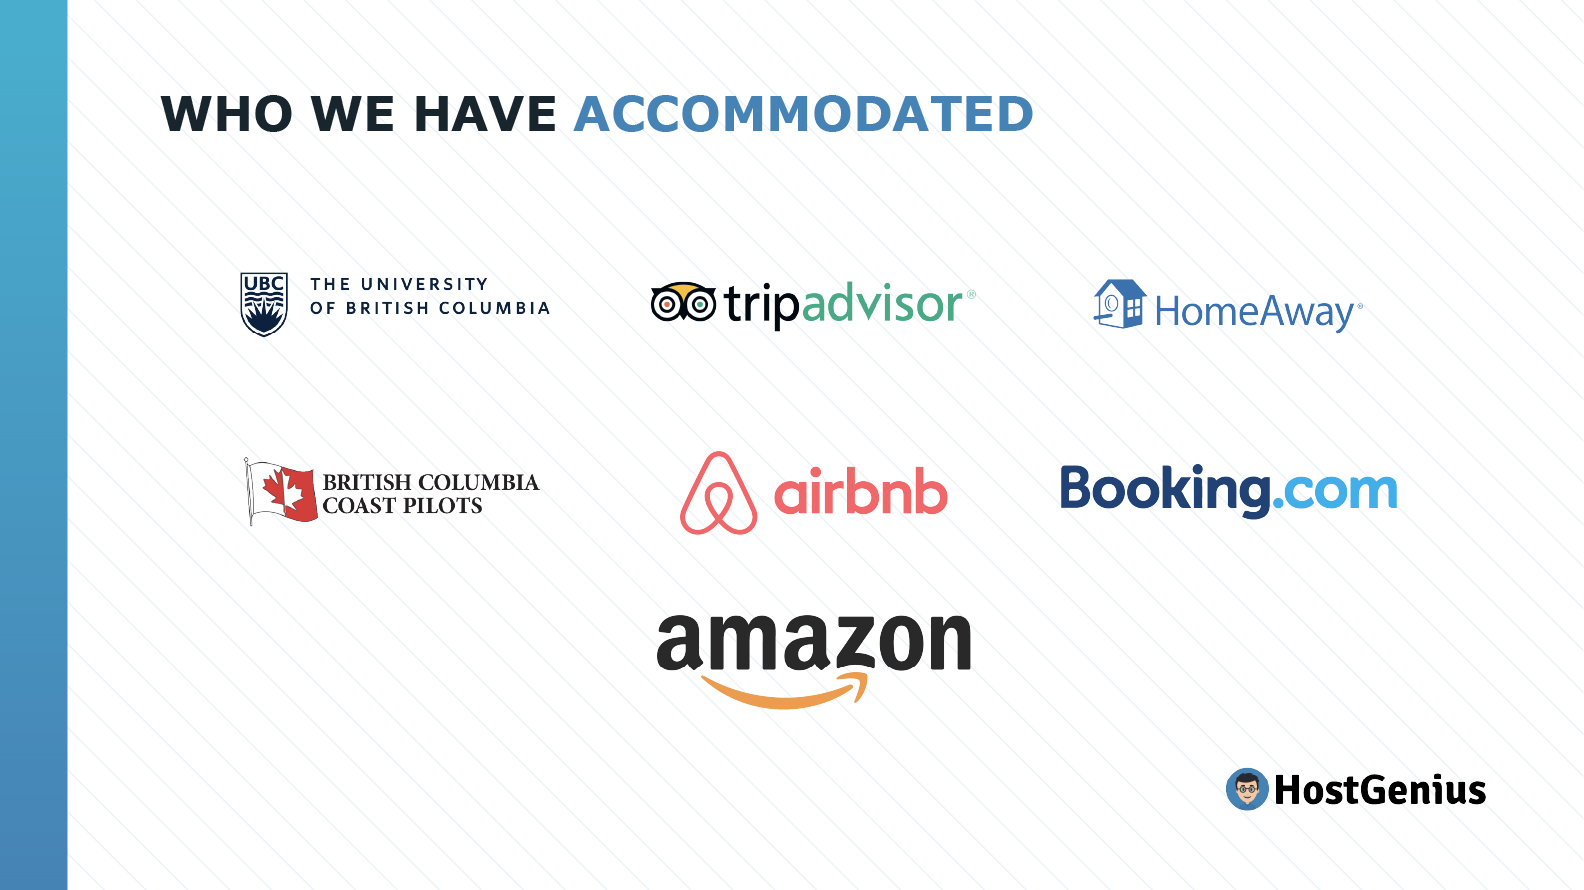 WHO WE HAVE ACCOMMODATED
UBC
THE UNIVERSITY
OF BRITISH COLUMBIA
tripadvisor®
HomeAway®
BRITISH COLUMBIA
COAST PILOTS
airbnb
Booking.com
amazon
HostGenius